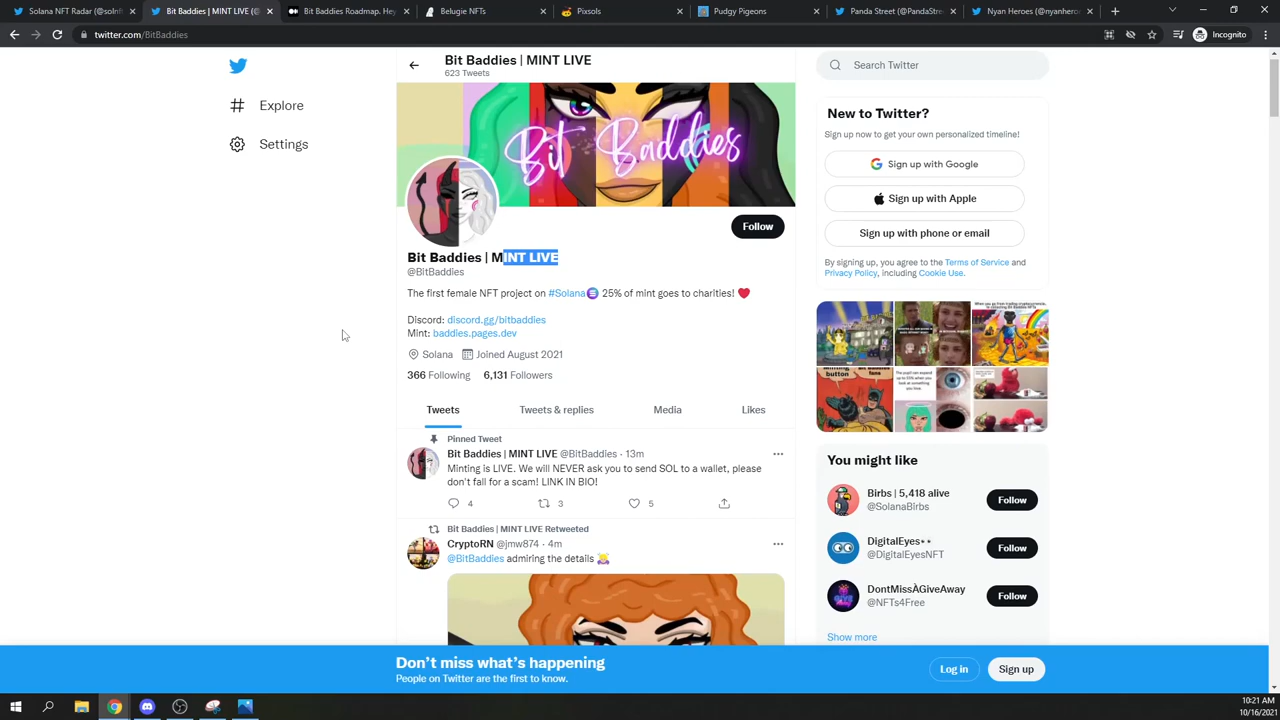 Solana NFT Radar (@solnf
Bit Baddies | MINT LIVE (@
Bit Baddies Roadmap. Hey
Belugie NFTs
Pixsols
Pudgy Pigeons
Panda Street (@PandaStre
Nyan Heroes (@nyanhero
twitter.com/BitBaddies
Incognito
Explore
Settings
Bit Baddies | MINT LIVE
623 Tweets
Bit Baddies
Follow
Bit Baddies | MINT LIVE
@BitBaddies
The first female NFT project on #Solana 25% of mint goes to charities!
Discord: discord.gg/bitbaddies
Mint: baddies.pages.dev
Solana Joined August 2021
366 Following 6,131 Followers
Tweets
Tweets & replies
Media
Likes
Pinned Tweet
Bit Baddies | MINT LIVE @BitBaddies · 13m
Minting is LIVE. We will NEVER ask you to send SOL to a wallet, please
don't fall for a scam! LINK IN BIO!
4
3
5
Bit Baddies | MINT LIVE Retweeted
CryptoRN @jmw874 · 4m
@BitBaddies admiring the details
Search Twitter
New to Twitter?
Sign up now to get your own personalized timeline!
Sign up with Google
Sign up with Apple
Sign up with phone or email
By signing up, you agree to the Terms of Service and
Privacy Policy, including Cookie Use.
You might like
Birbs | 5,418 alive
@SolanaBirbs
Follow
DigitalEyes
@DigitalEyesNFT
Follow
DontMissÀGiveAway
@NFTs4Free
Follow
Show more
Don't miss what's happening
People on Twitter are the first to know.
Log in
Sign up
10:21 AM
10/16/2021